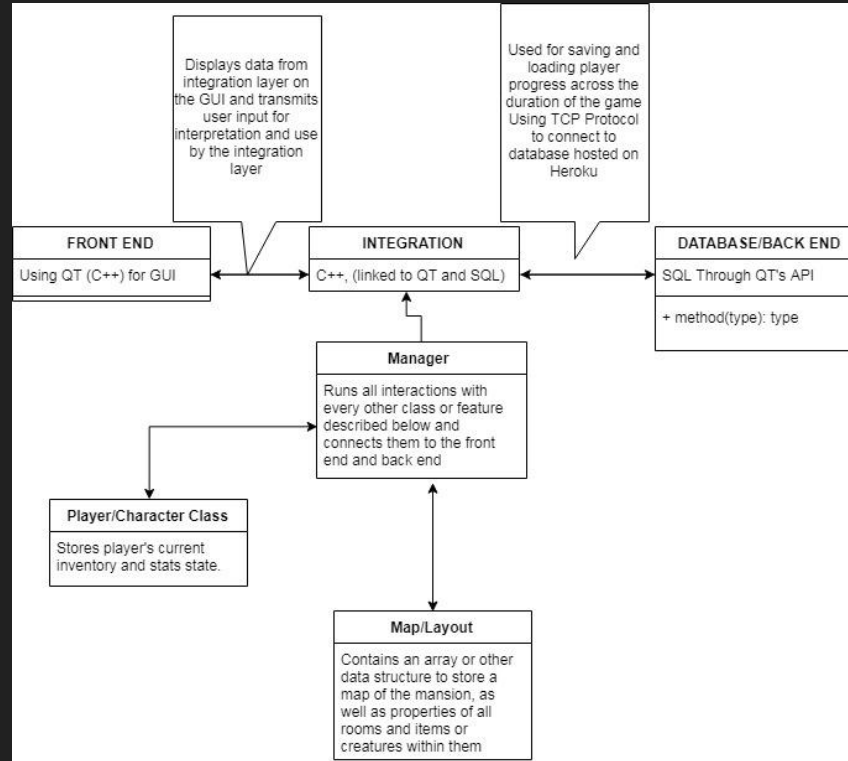 Displays data from
integration layer on
the GUI and transmits
user input for
interpretation and use
by the integration
layer
Used for saving and
loading player
progress across the
duration of the game
Using TCP Protocol
to connect to
database hosted on
Heroku
FRONT END
Using QT (C++) for GUI
INTEGRATION
C++, (linked to QT and SQL)
DATABASE/BACK END
SQL Through QT's API
+ method(type): type
Manager
Runs all interactions with
every other class or feature
described below and
connects them to the front
end and back end
Player/Character Class
Stores player's current
inventory and stats state.
Map/Layout
Contains an array or other
data structure to store a
map of the mansion, as
well as properties of all
rooms and items or
creatures within them